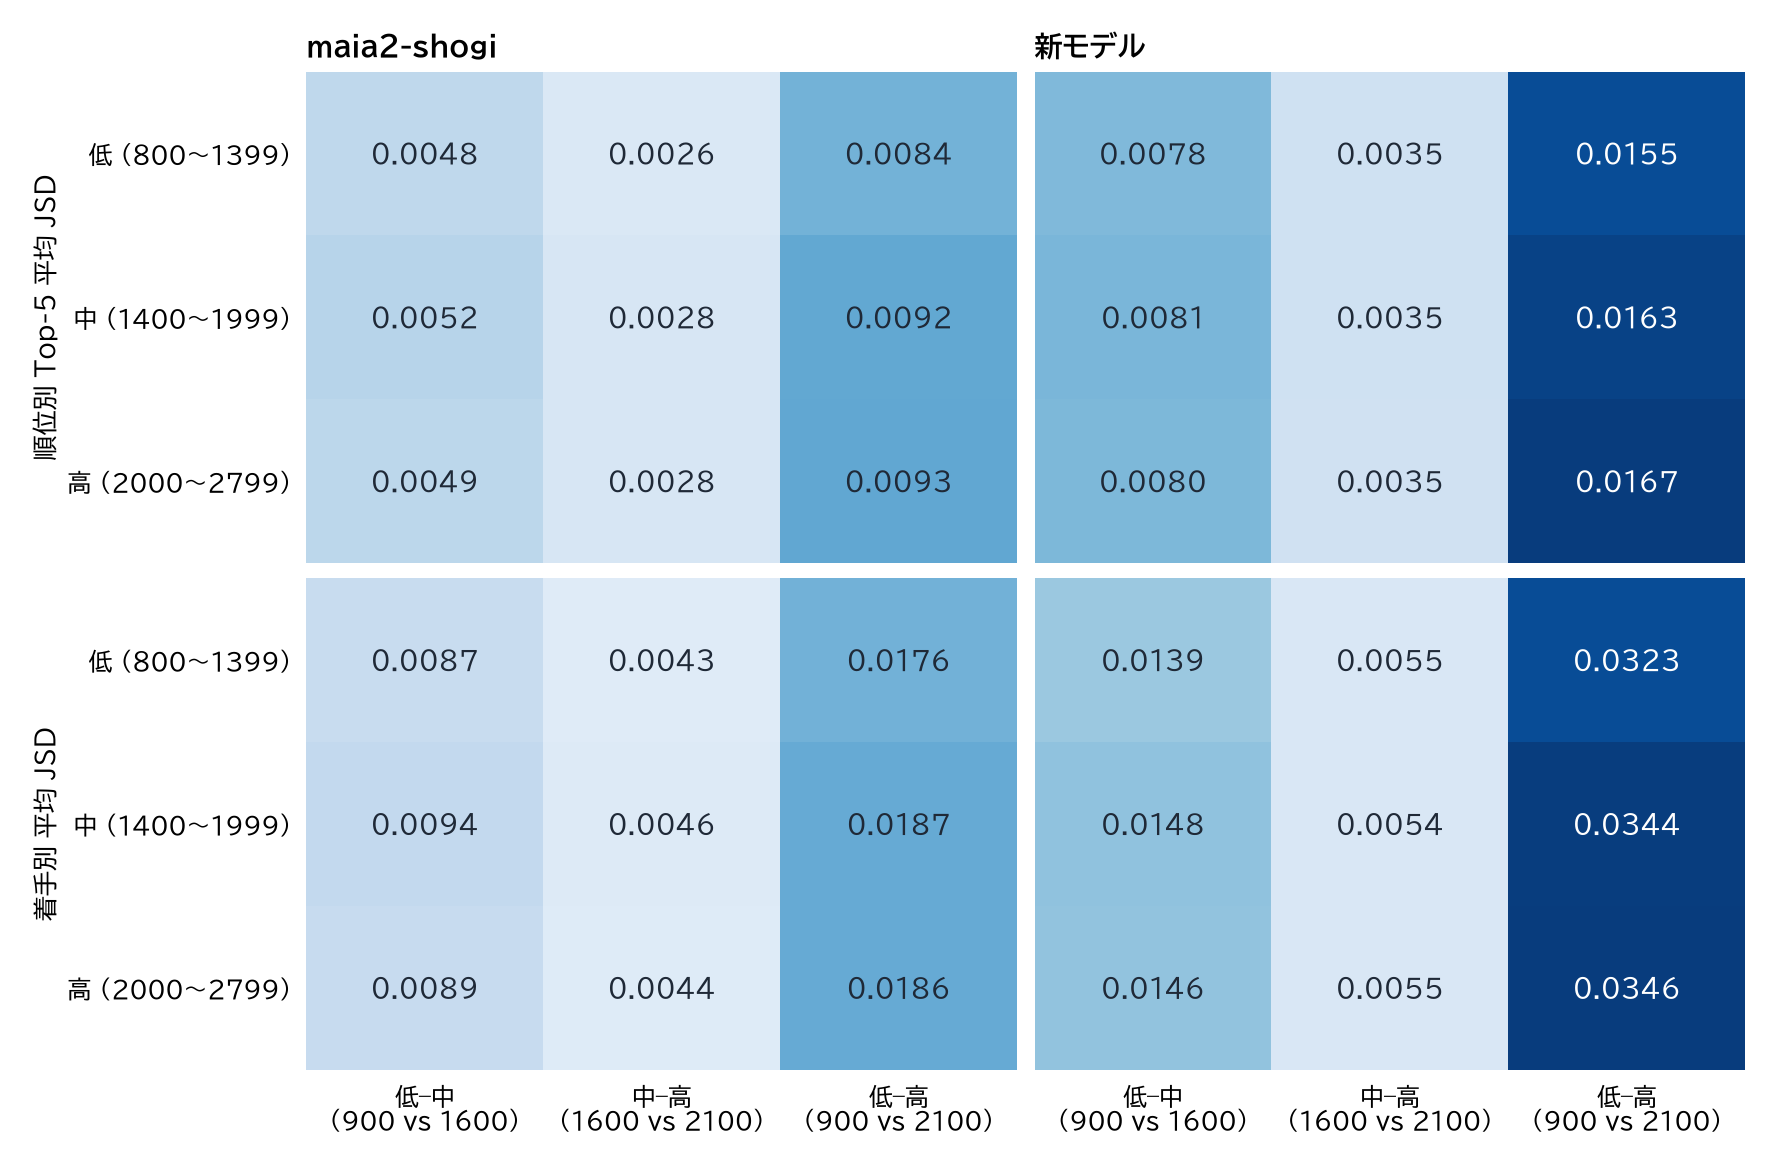 maia2-shogi 新モデル
順位別 Top-5 平均 JSD
低 (800～1399) 0.0048 0.0026 0.0084 0.0078 0.0035 0.0155
中 (1400～1999) 0.0052 0.0028 0.0092 0.0081 0.0035 0.0163
高 (2000～2799) 0.0049 0.0028 0.0093 0.0080 0.0035 0.0167
着手別 平均 JSD
低 (800～1399) 0.0087 0.0043 0.0176 0.0139 0.0055 0.0323
中 (1400～1999) 0.0094 0.0046 0.0187 0.0148 0.0054 0.0344
高 (2000～2799) 0.0089 0.0044 0.0186 0.0146 0.0055 0.0346
低–中 中–高 低–高 低–中 中–高 低–高
(900 vs 1600) (1600 vs 2100) (900 vs 2100) (900 vs 1600) (1600 vs 2100) (900 vs 2100)